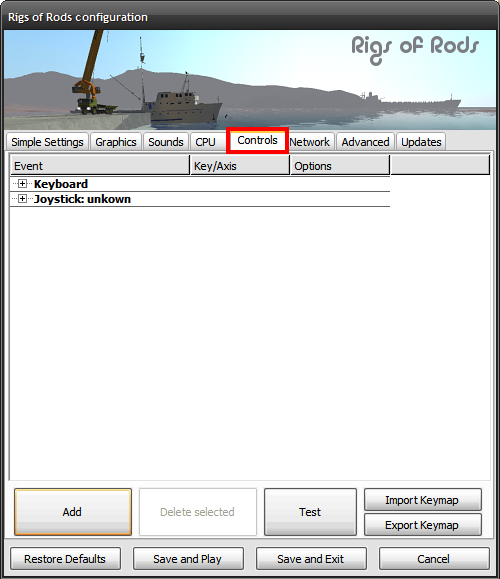 Rigs of Rods configuration
Rigs of Rods
Simple Settings Graphics Sounds CPU Controls Network Advanced Updates
Event Key/Axis Options
Keyboard
Joystick: unkown
Add Delete selected Test Import Keymap
Export Keymap
Restore Defaults Save and Play Save and Exit Cancel